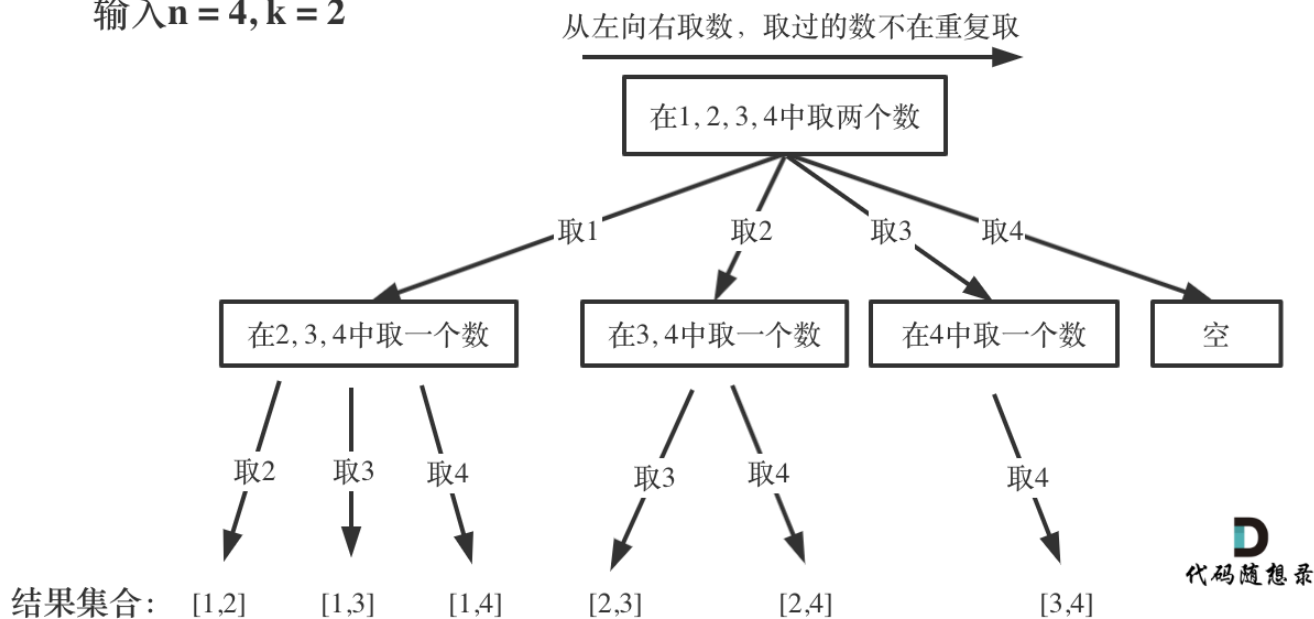 输入n = 4, k = 2
从左向右取数，取过的数不在重复取
在1, 2, 3, 4中取两个数
取1 取2 取3 取4
在2, 3, 4中取一个数 在3, 4中取一个数 在4中取一个数 空
取2 取3 取4 取3 取4 取4
代码随想录
结果集合： [1,2] [1,3] [1,4] [2,3] [2,4] [3,4]